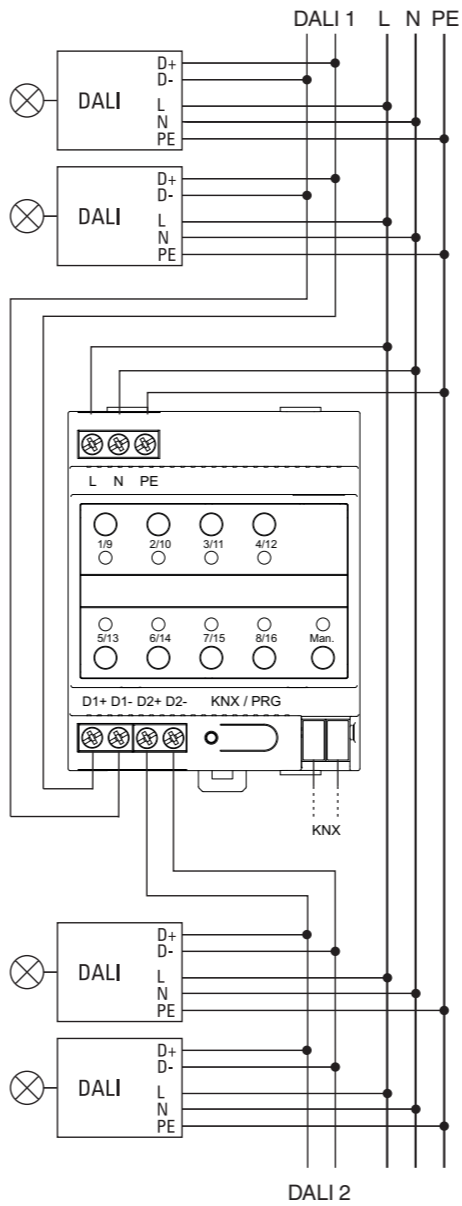 DALI 1 L N PE
DALI
D+
D-
L
N
PE
DALI
D+
D-
L
N
PE
L N PE
1/9 2/10 3/11 4/12
5/13 6/14 7/15 8/16 Man.
D1+ D1- D2+ D2- KNX / PRG
KNX
DALI
D+
D-
L
N
PE
DALI
D+
D-
L
N
PE
DALI 2